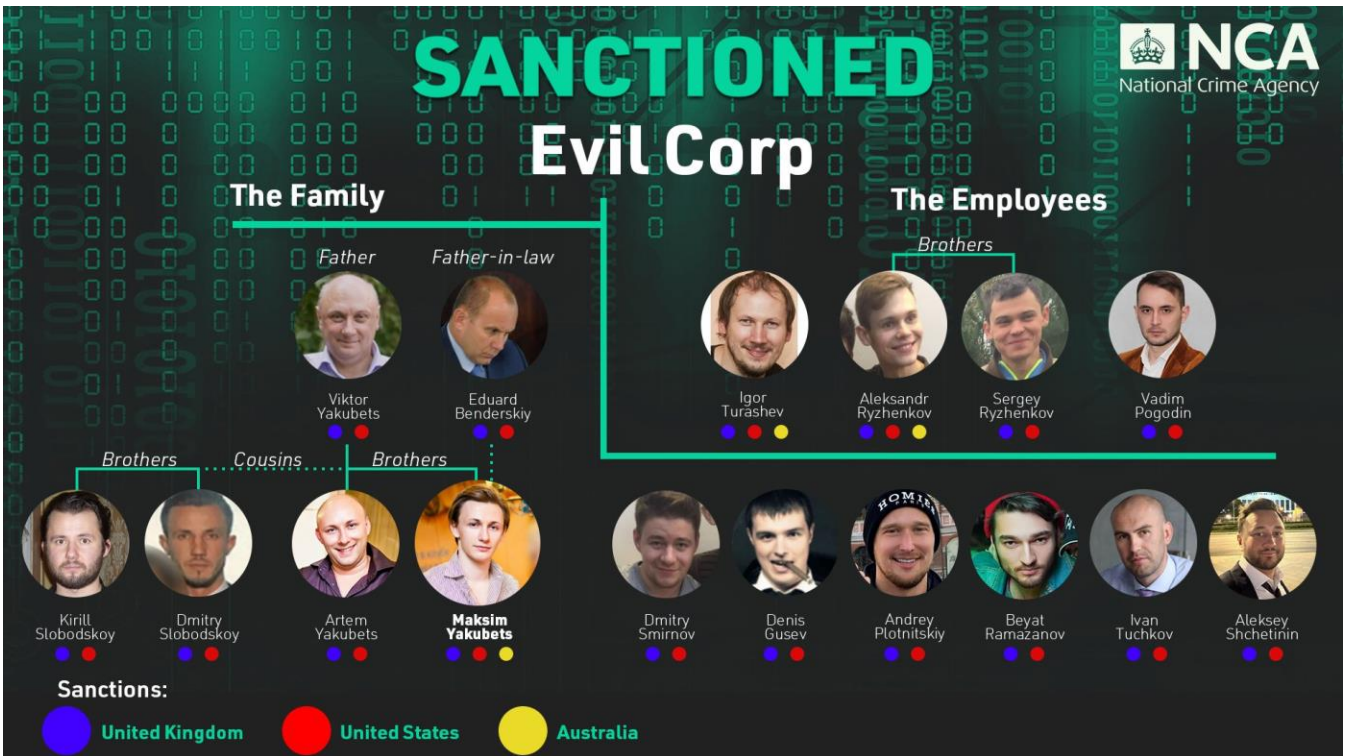 SANCTIONED
NCA
National Crime Agency
Evil Corp
The Family
The Employees
Father
Father-in-law
Brothers
Viktor
Yakubets
Eduard
Benderskiy
Igor
Turashev
Aleksandr
Ryzhenkov
Sergey
Ryzhenkov
Vadim
Pogodin
Brothers
Cousins
Brothers
HOMIE
Kirill
Slobodskoy
Dmitry
Slobodskoy
Artem
Yakubets
Maksim
Yakubets
Dmitry
Smirnov
Denis
Gusev
Andrey
Plotnitskiy
Beyat
Ramazanov
Ivan
Tuchkov
Aleksey
Shchetinin
Sanctions:
United Kingdom
United States
Australia